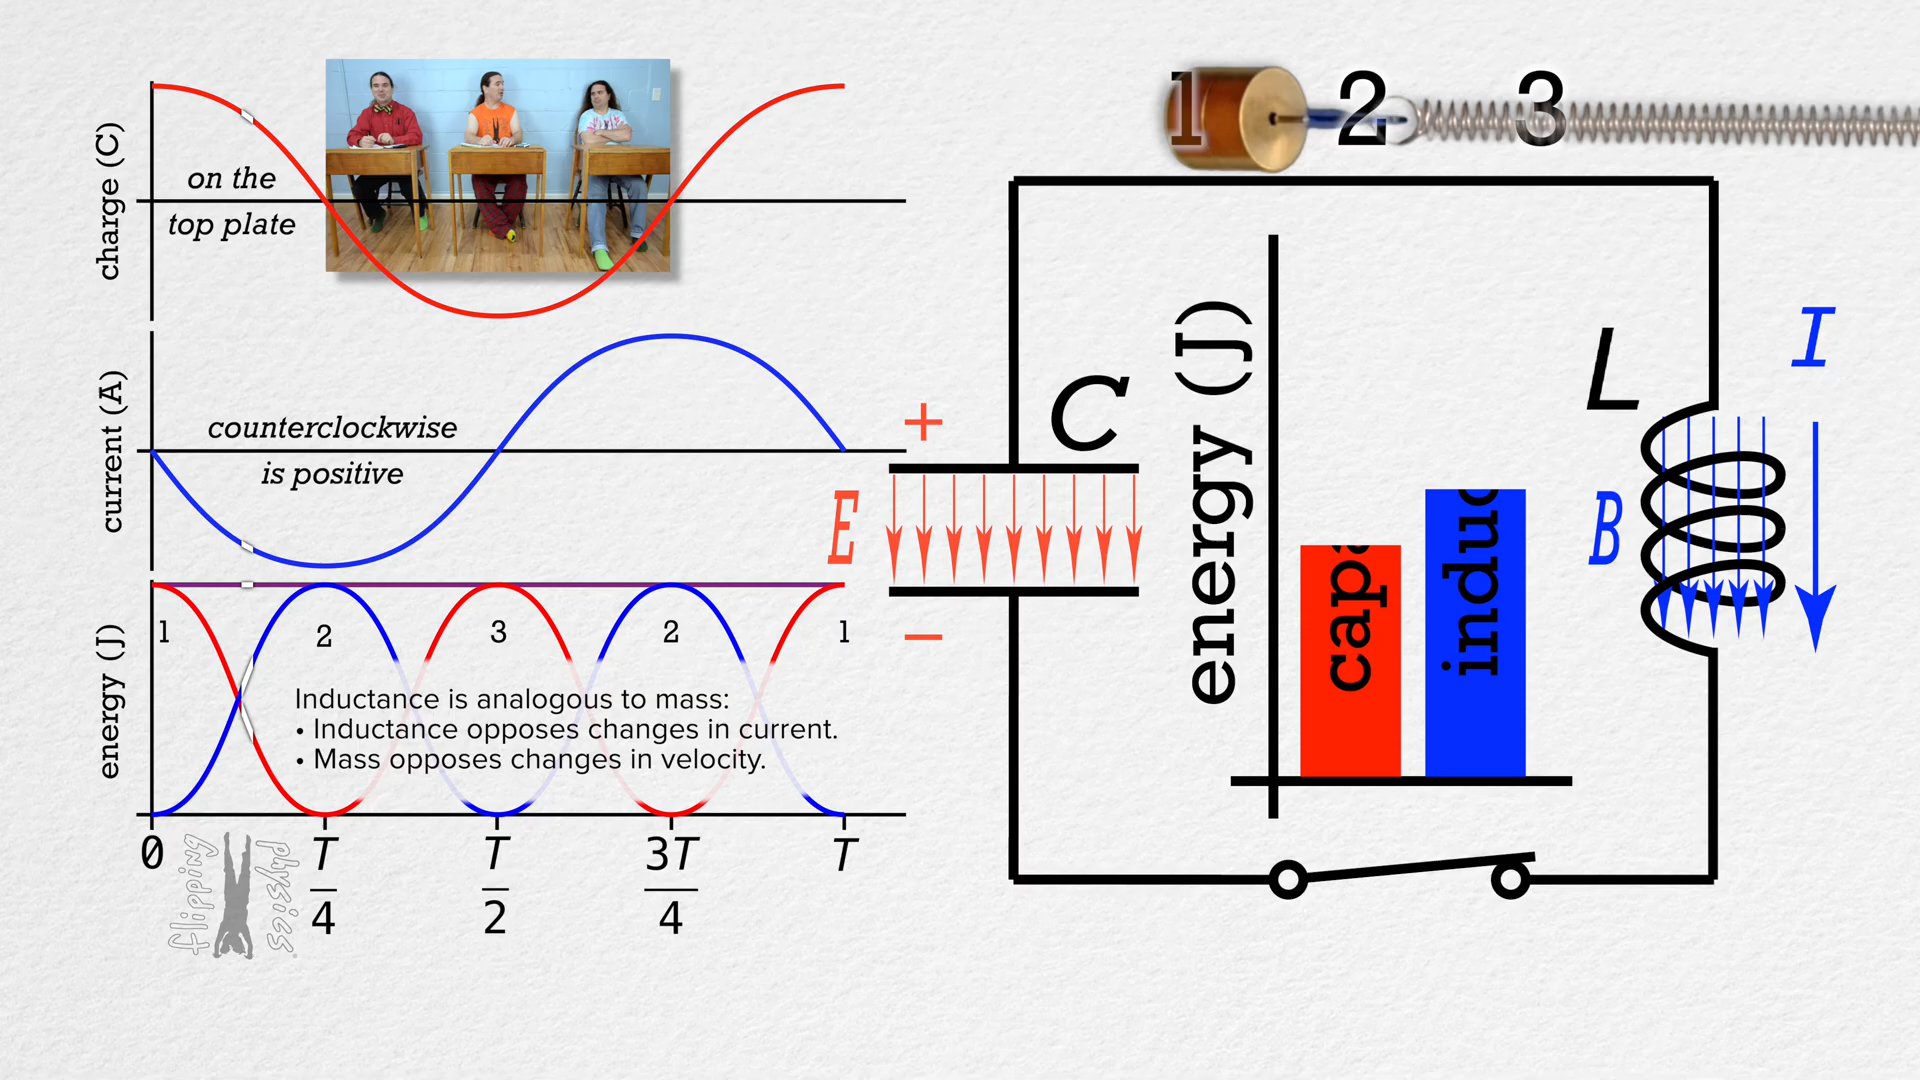 charge (C)
on the
top plate
current (A)
counterclockwise
is positive
energy (J)
1
2
3
2
1
Inductance is analogous to mass:
• Inductance opposes changes in current.
• Mass opposes changes in velocity.
0
T
4
T
2
3T
4
T
flipping
physics
1
2
3
C
+
E
−
energy (J)
capa
induc
L
I
B